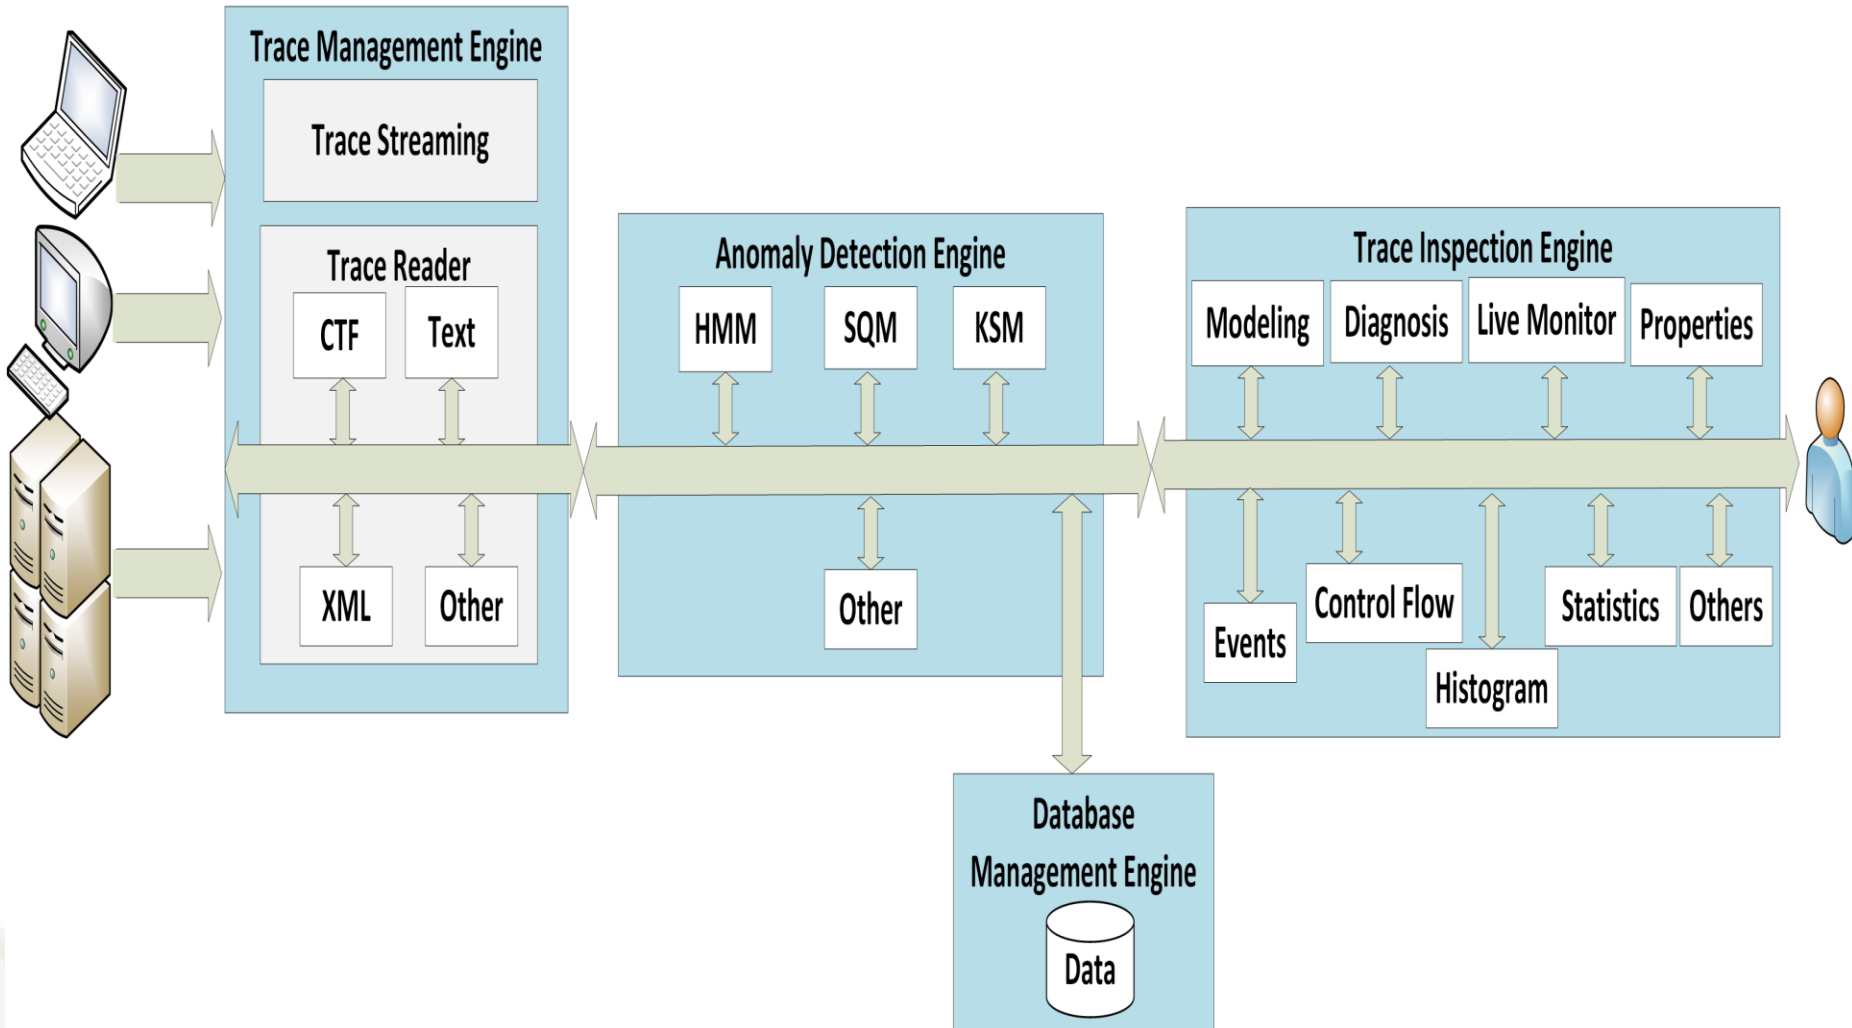 Trace Management Engine
Trace Streaming
Trace Reader
CTF
Text
XML
Other
Anomaly Detection Engine
HMM
SQM
KSM
Other
Trace Inspection Engine
Modeling
Diagnosis
Live Monitor
Properties
Events
Control Flow
Histogram
Statistics
Others
Database
Management Engine
Data